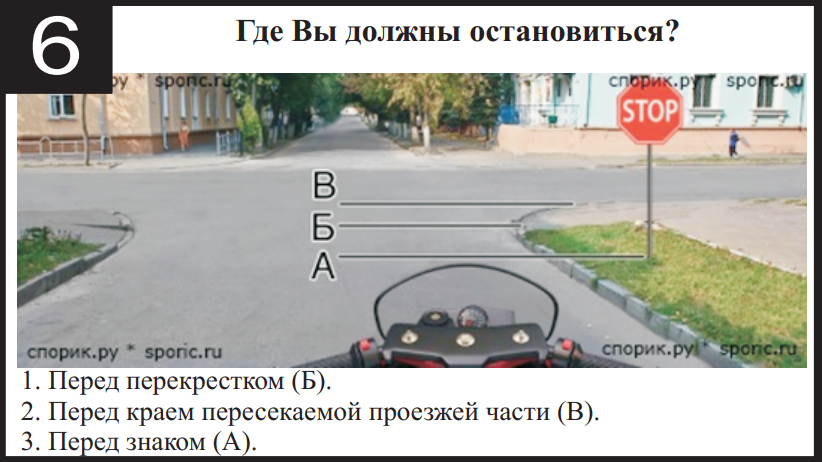 6
Где Вы должны остановиться?
ру * sporic.ru
спорик.ру sporic.ru
STOP
В
Б
А
спорик.ру * sporic.ru
спорик.ру sporic.ru
1. Перед перекрестком (Б).
2. Перед краем пересекаемой проезжей части (В).
3. Перед знаком (А).